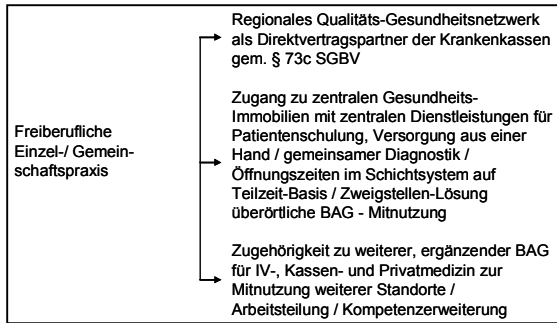 Freiberufliche
Einzel-/ Gemein-
schaftspraxis
Regionales Qualitäts-Gesundheitsnetzwerk
als Direktvertragspartner der Krankenkassen
gem. § 73c SGBV
Zugang zu zentralen Gesundheits-
Immobilien mit zentralen Dienstleistungen für
Patientenschulung, Versorgung aus einer
Hand / gemeinsamer Diagnostik /
Öffnungszeiten im Schichtsystem auf
Teilzeit-Basis / Zweigstellen-Lösung
überörtliche BAG - Mitnutzung
Zugehörigkeit zu weiterer, ergänzender BAG
für IV-, Kassen- und Privatmedizin zur
Mitnutzung weiterer Standorte /
Arbeitsteilung / Kompetenzerweiterung